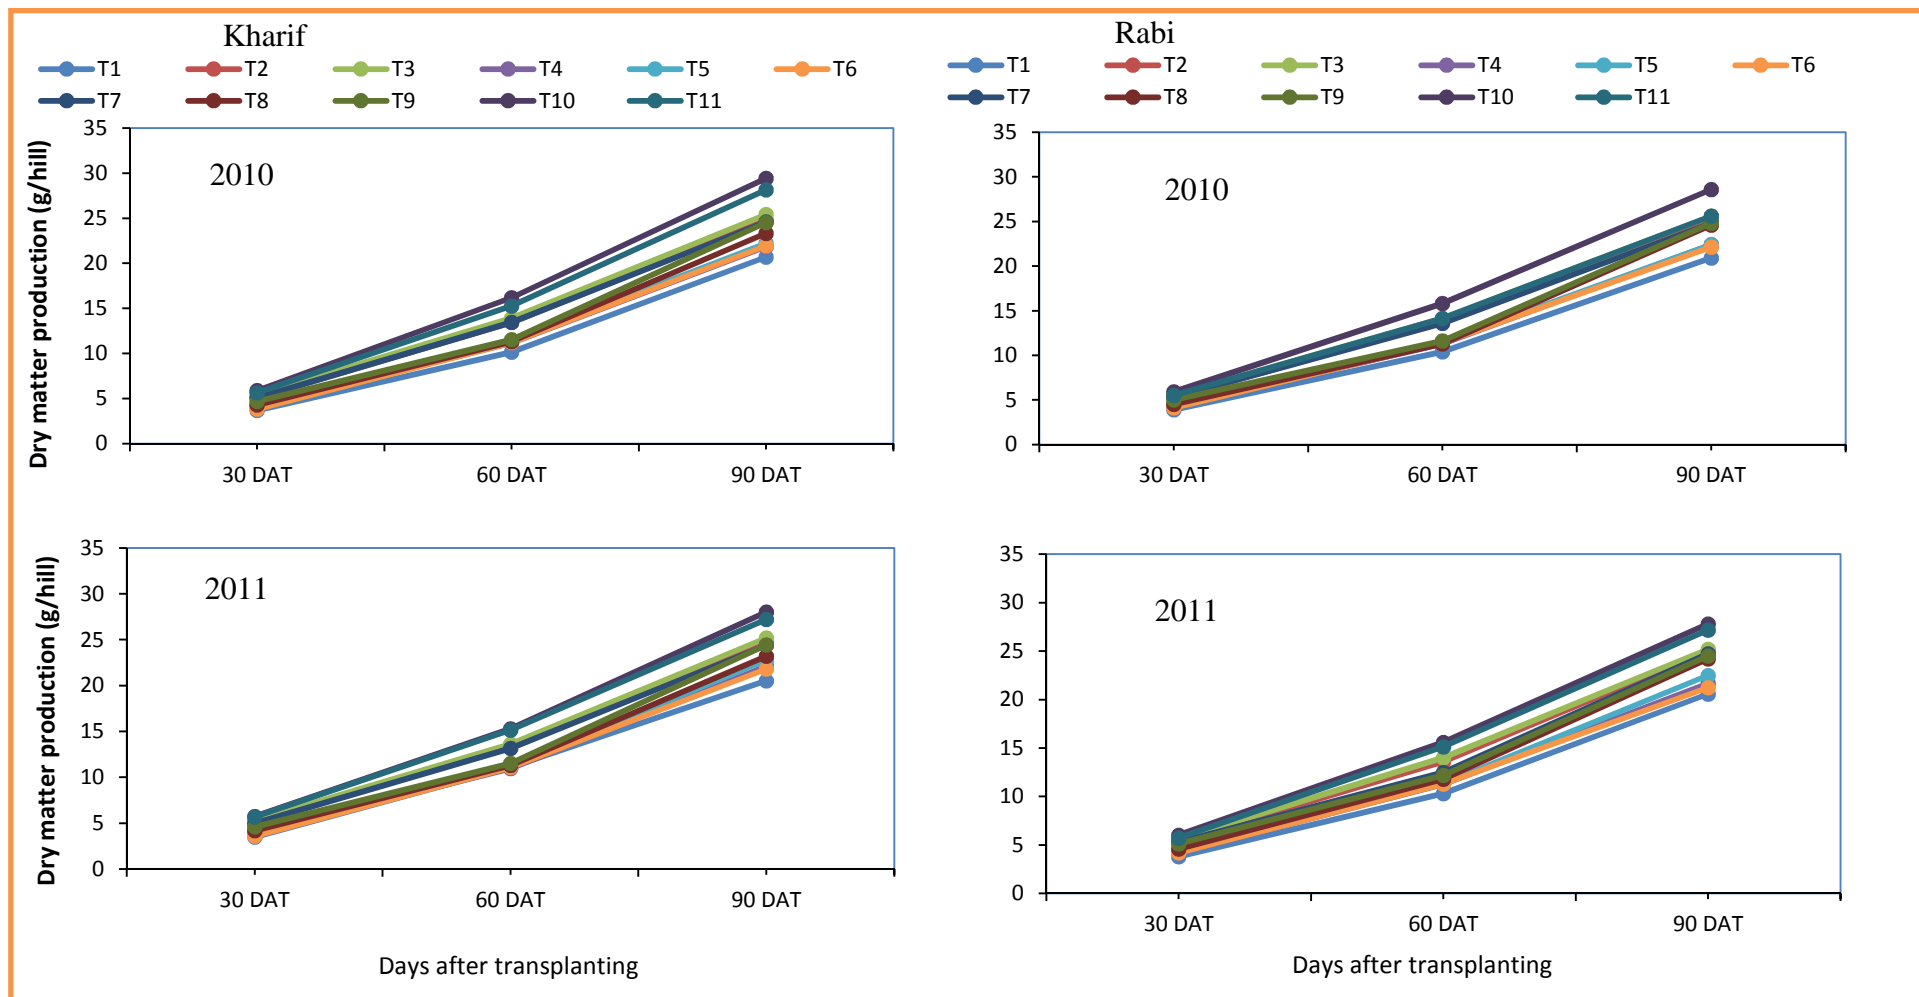 Kharif
T1 T2 T3 T4 T5 T6
T7 T8 T9 T10 T11
Dry matter production (g/hill)
35
30
25
20
15
10
5
0
2010
30 DAT 60 DAT 90 DAT
Rabi
T1 T2 T3 T4 T5 T6
T7 T8 T9 T10 T11
35
30
25
20
15
10
5
0
2010
30 DAT 60 DAT 90 DAT
Dry matter production (g/hill)
35
30
25
20
15
10
5
0
2011
30 DAT 60 DAT 90 DAT
Days after transplanting
35
30
25
20
15
10
5
0
2011
30 DAT 60 DAT 90 DAT
Days after transplanting